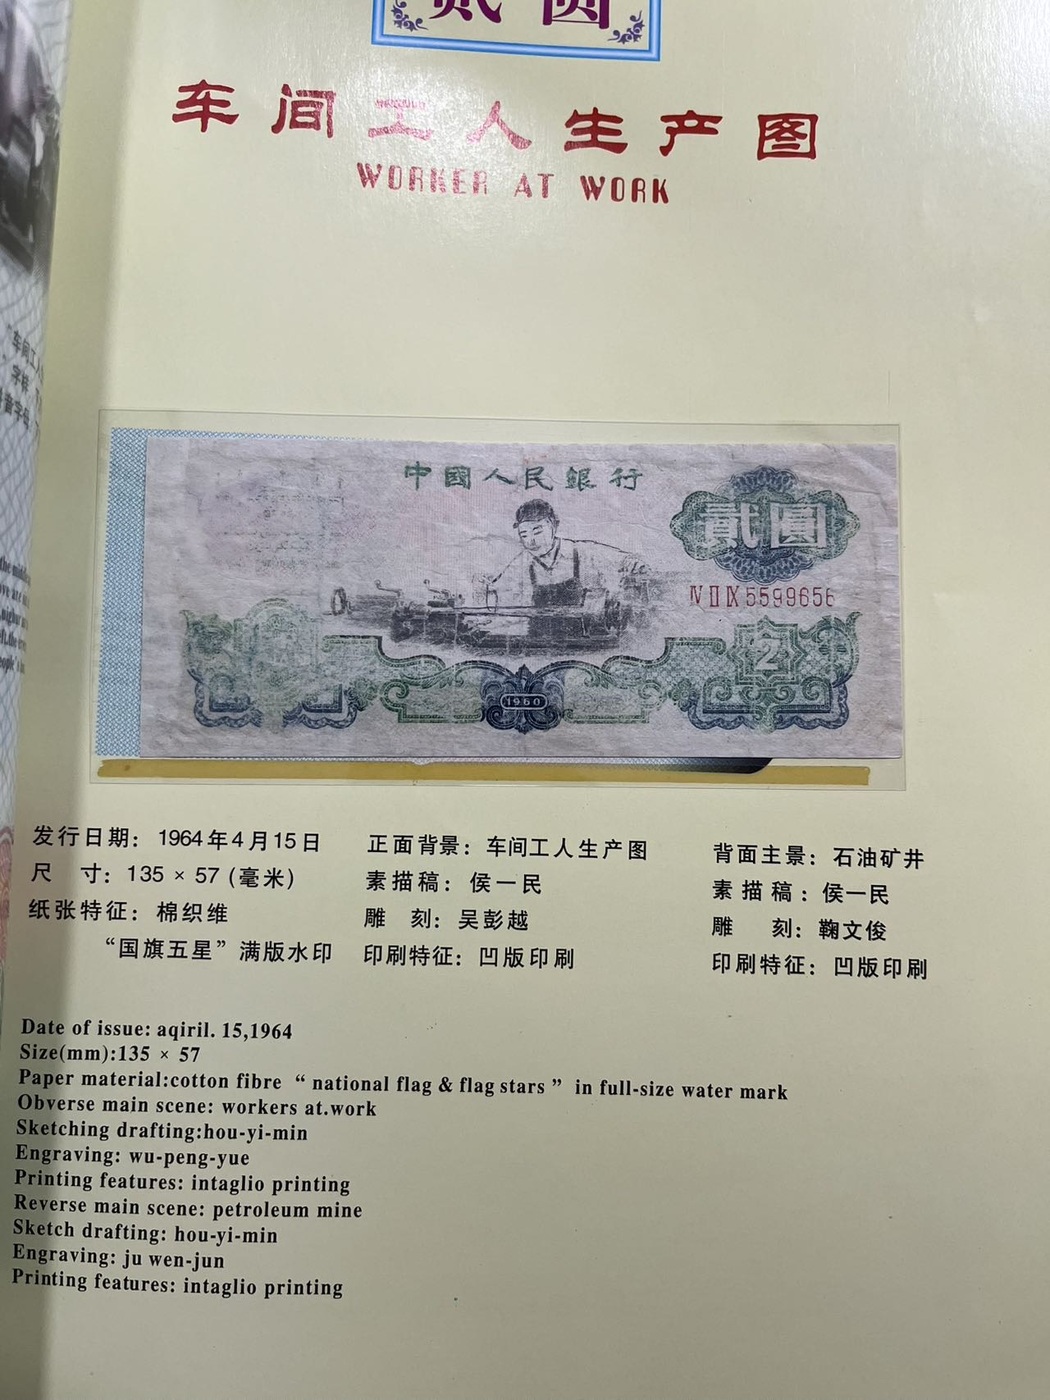 贰圆
车间工人生产图
WORKER AT WORK
中國人民銀行
貳圓
Ⅳ Ⅱ Ⅸ 5599656
2
1960
发行日期：1964年4月15日
尺 寸：135 × 57 (毫米)
纸张特征：棉织维
“国旗五星”满版水印
正面背景：车间工人生产图
素描稿：侯一民
雕 刻：吴彭越
印刷特征：凹版印刷
背面主景：石油矿井
素描稿：侯一民
雕 刻：鞠文俊
印刷特征：凹版印刷
Date of issue: aqiril. 15,1964
Size(mm):135 × 57
Paper material:cotton fibre “ national flag & flag stars ” in full-size water mark
Obverse main scene: workers at.work
Sketching drafting:hou-yi-min
Engraving: wu-peng-yue
Printing features: intaglio printing
Reverse main scene: petroleum mine
Sketch drafting: hou-yi-min
Engraving: ju wen-jun
Printing features: intaglio printing